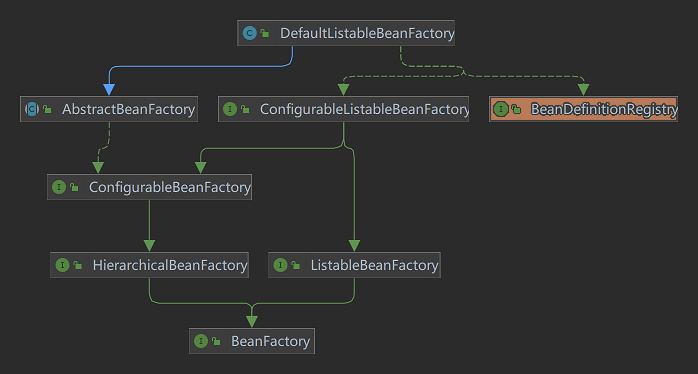 DefaultListableBeanFactory
AbstractBeanFactory
ConfigurableListableBeanFactory
BeanDefinitionRegistry
ConfigurableBeanFactory
HierarchicalBeanFactory
ListableBeanFactory
BeanFactory